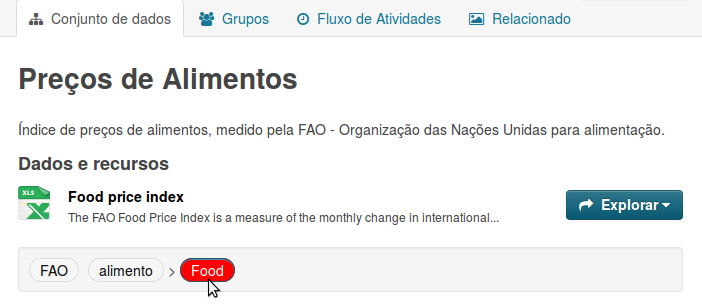 Conjunto de dados Grupos Fluxo de Atividades Relacionado
Preços de Alimentos
Índice de preços de alimentos, medido pela FAO - Organização das Nações Unidas para alimentação.
Dados e recursos
XLS
Food price index
Explorar
The FAO Food Price Index is a measure of the monthly change in international...
FAO alimento > Food